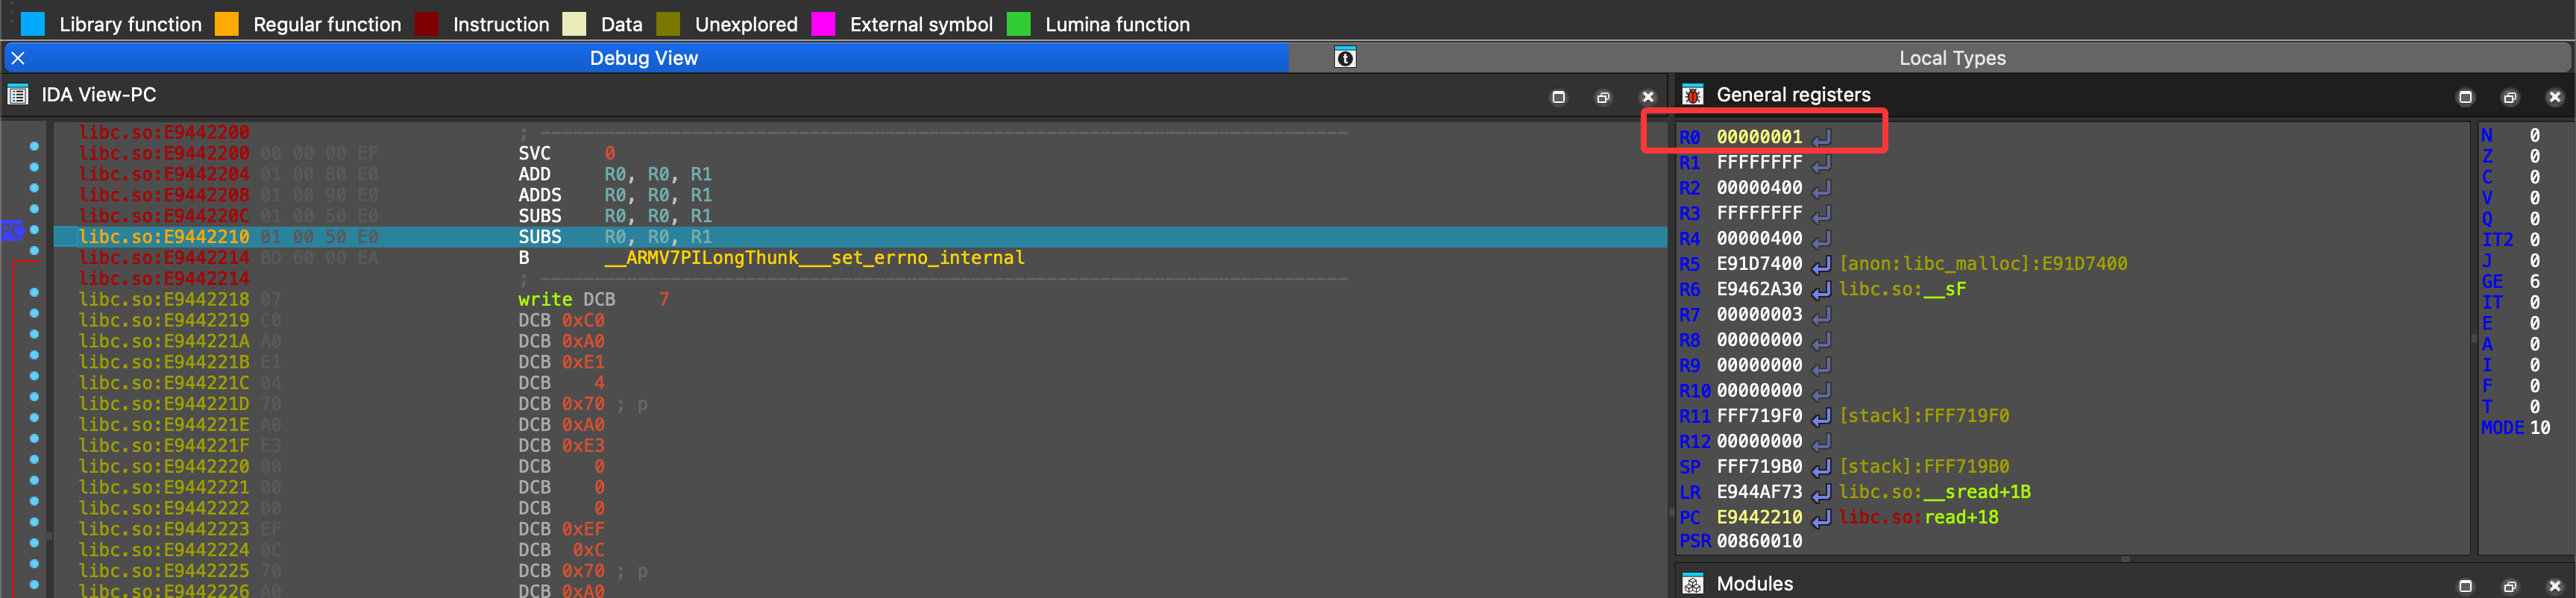 Library function Regular function Instruction Data Unexplored External symbol Lumina function
Debug View Local Types
IDA View-PC
libc.so:E9442200 ; ---------------------------------------------------------------------------
libc.so:E9442200 00 00 00 EF SVC 0
libc.so:E9442204 01 00 80 E0 ADD R0, R0, R1
libc.so:E9442208 01 00 90 E0 ADDS R0, R0, R1
libc.so:E944220C 01 00 50 E0 SUBS R0, R0, R1
PC libc.so:E9442210 01 00 50 E0 SUBS R0, R0, R1
libc.so:E9442214 BD 60 00 EA B __ARMV7PILongThunk___set_errno_internal
libc.so:E9442214 ; ---------------------------------------------------------------------------
libc.so:E9442218 07 write DCB 7
libc.so:E9442219 C0 DCB 0xC0
libc.so:E944221A A0 DCB 0xA0
libc.so:E944221B E1 DCB 0xE1
libc.so:E944221C 04 DCB 4
libc.so:E944221D 70 DCB 0x70 ; p
libc.so:E944221E A0 DCB 0xA0
libc.so:E944221F E3 DCB 0xE3
libc.so:E9442220 00 DCB 0
libc.so:E9442221 00 DCB 0
libc.so:E9442222 00 DCB 0
libc.so:E9442223 EF DCB 0xEF
libc.so:E9442224 0C DCB 0xC
libc.so:E9442225 70 DCB 0x70 ; p
libc.so:E9442226 A0 DCB 0xA0
General registers
R0 00000001
R1 FFFFFFFF
R2 00000400
R3 FFFFFFFF
R4 00000400
R5 E91D7400 [anon:libc_malloc]:E91D7400
R6 E9462A30 libc.so:__sF
R7 00000003
R8 00000000
R9 00000000
R10 00000000
R11 FFF719F0 [stack]:FFF719F0
R12 00000000
SP FFF719B0 [stack]:FFF719B0
LR E944AF73 libc.so:__sread+1B
PC E9442210 libc.so:read+18
PSR 00860010
N 0
Z 0
C 0
V 0
Q 0
IT2 0
J 0
GE 6
IT 0
E 0
A 0
I 0
F 0
T 0
MODE 10
Modules